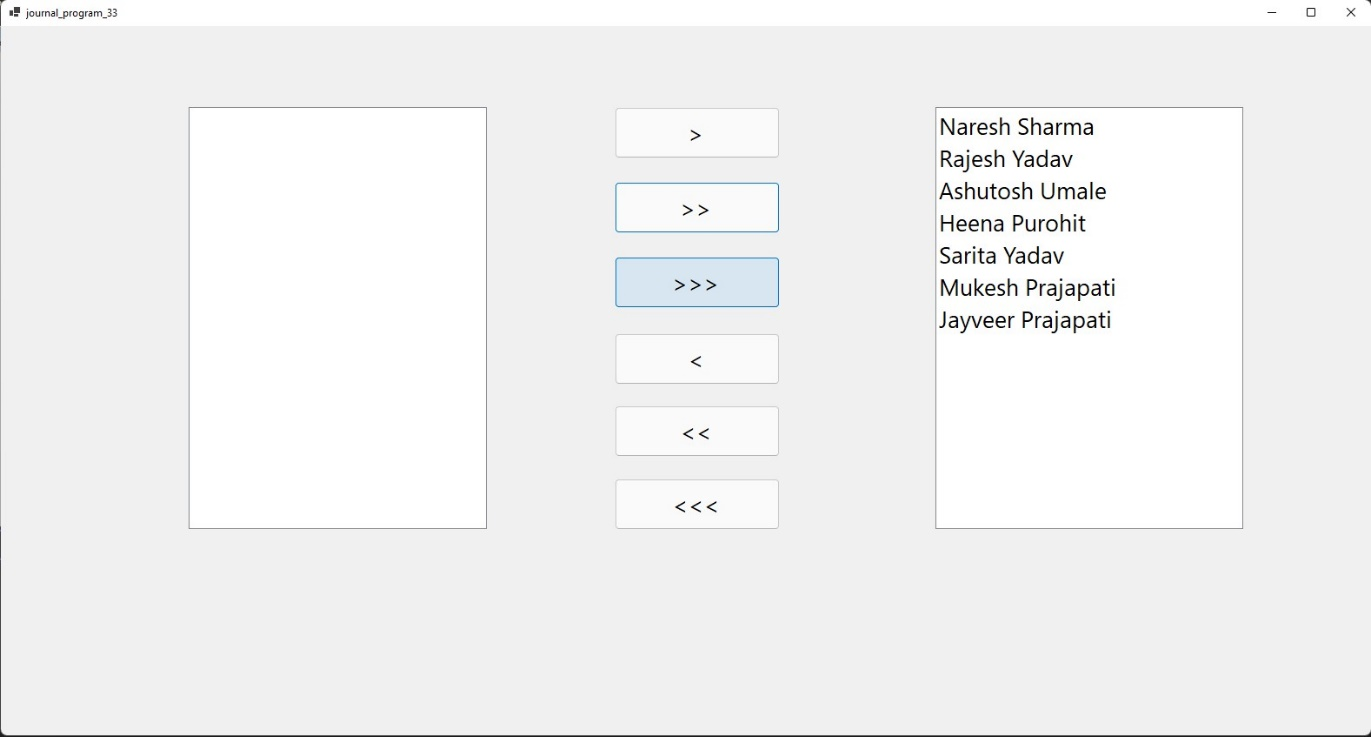 journal_program_33
>
>>
>>>
<
<<
<<<
Naresh Sharma
Rajesh Yadav
Ashutosh Umale
Heena Purohit
Sarita Yadav
Mukesh Prajapati
Jayveer Prajapati